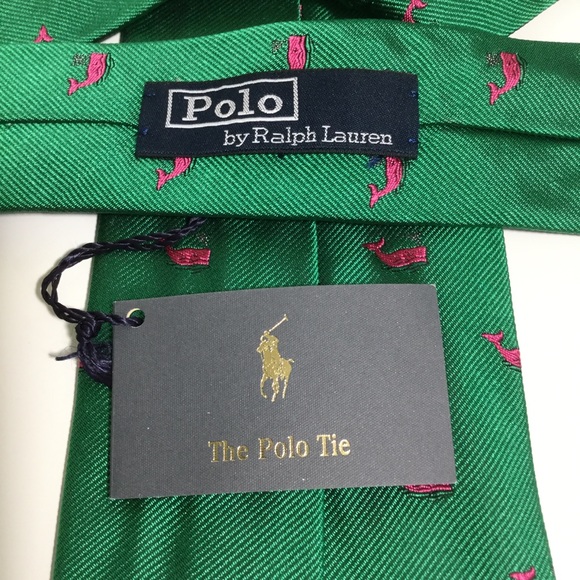 Polo
by Ralph Lauren
The Polo Tie